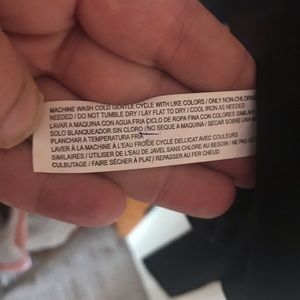 MACHINE WASH COLD GENTLE CYCLE WITH LIKE COLORS / ONLY NON-CHLORINE
NEEDED / DO NOT TUMBLE DRY / LAY FLAT TO DRY / COOL IRON AS NEEDED
LAVAR A MAQUINA CON AGUA FRIA CICLO DE ROPA FINA CON COLORES SIMILARES
SOLO BLANQUEADOR SIN CLORO / NO SEQUE A MAQUINA / SECAR SOBRE UNA
PLANCHAR A TEMPERATURA FRIA
LAVER À LA MACHINE À L'EAU FROIDE CYCLE DELLICAT AVEC COULEURS
SIMILAIRES / UTILISER DE L'EAU DE JAVEL SANS CHLORE AU BESOIN / NE PAS
CULBUTAGE / FAIRE SÉCHER À PLAT / REPASSER AU FER CHEUD